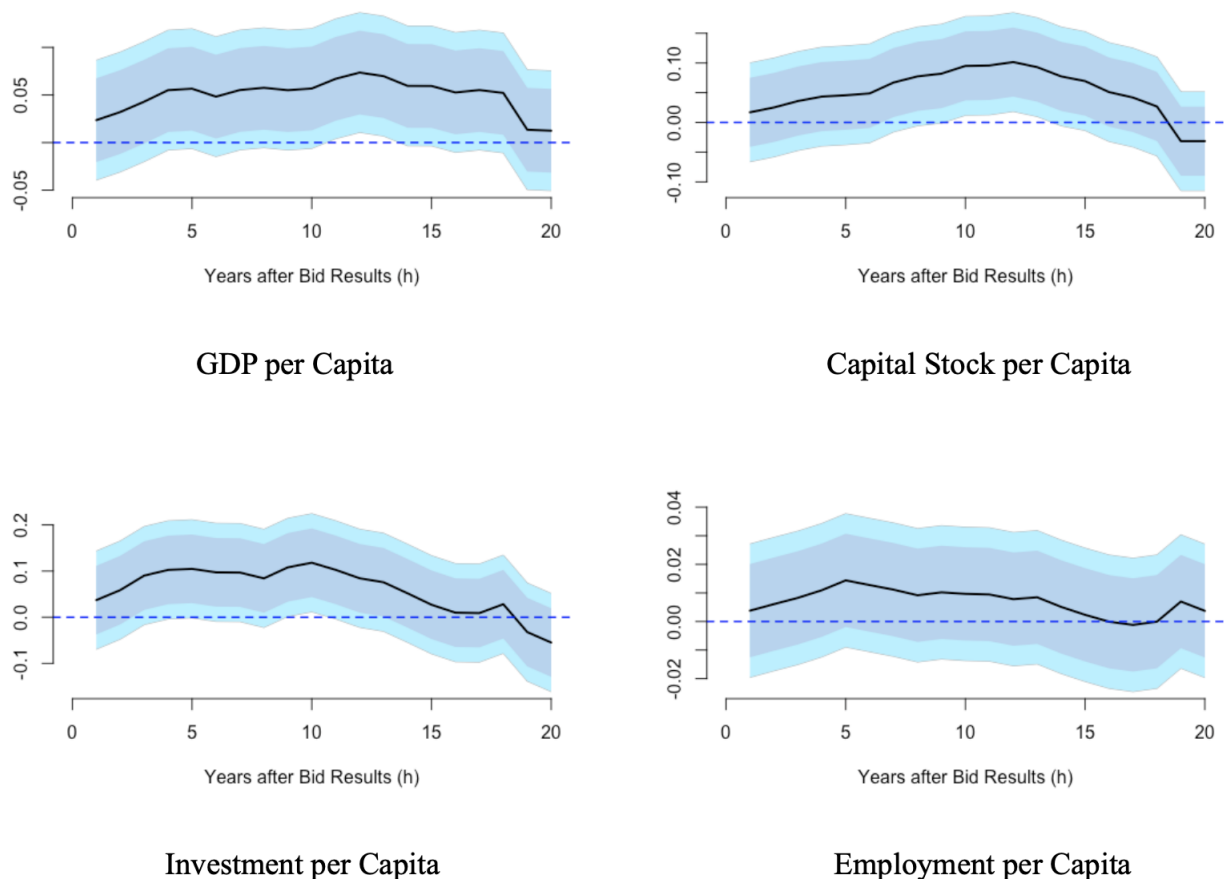 0.05
-0.05
0 5 10 15 20
Years after Bid Results (h)
GDP per Capita
0.10
0.00
-0.10
0 5 10 15 20
Years after Bid Results (h)
Capital Stock per Capita
0.2
0.1
0.0
-0.1
0 5 10 15 20
Years after Bid Results (h)
Investment per Capita
0.04
0.02
0.00
-0.02
0 5 10 15 20
Years after Bid Results (h)
Employment per Capita